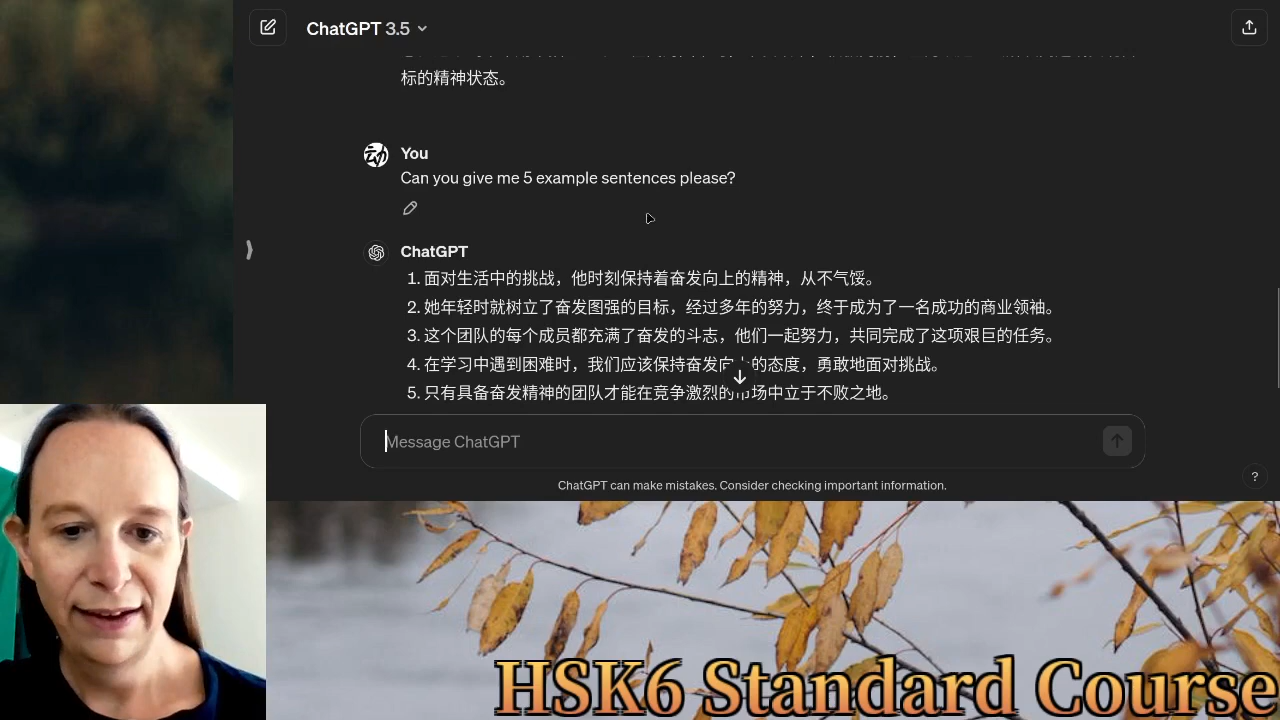 ChatGPT 3.5
标的精神状态。
You
Can you give me 5 example sentences please?
ChatGPT
1. 面对生活中的挑战，他时刻保持着奋发向上的精神，从不气馁。
2. 她年轻时就树立了奋发图强的目标，经过多年的努力，终于成为了一名成功的商业领袖。
3. 这个团队的每个成员都充满了奋发的斗志，他们一起努力，共同完成了这项艰巨的任务。
4. 在学习中遇到困难时，我们应该保持奋发向的态度，勇敢地面对挑战。
5. 只有具备奋发精神的团队才能在竞争激烈的场中立于不败之地。
Message ChatGPT
ChatGPT can make mistakes. Consider checking important information.
?
HSK6 Standard Course